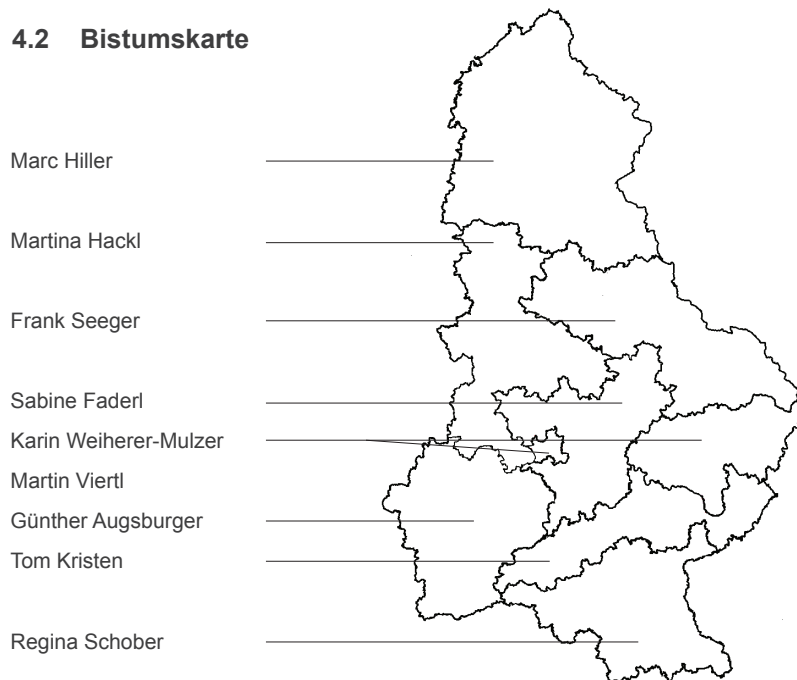 4.2 Bistumskarte
Marc Hiller
Martina Hackl
Frank Seeger
Sabine Faderl
Karin Weiherer-Mulzer
Martin Viertl
Günther Augsburger
Tom Kristen
Regina Schober